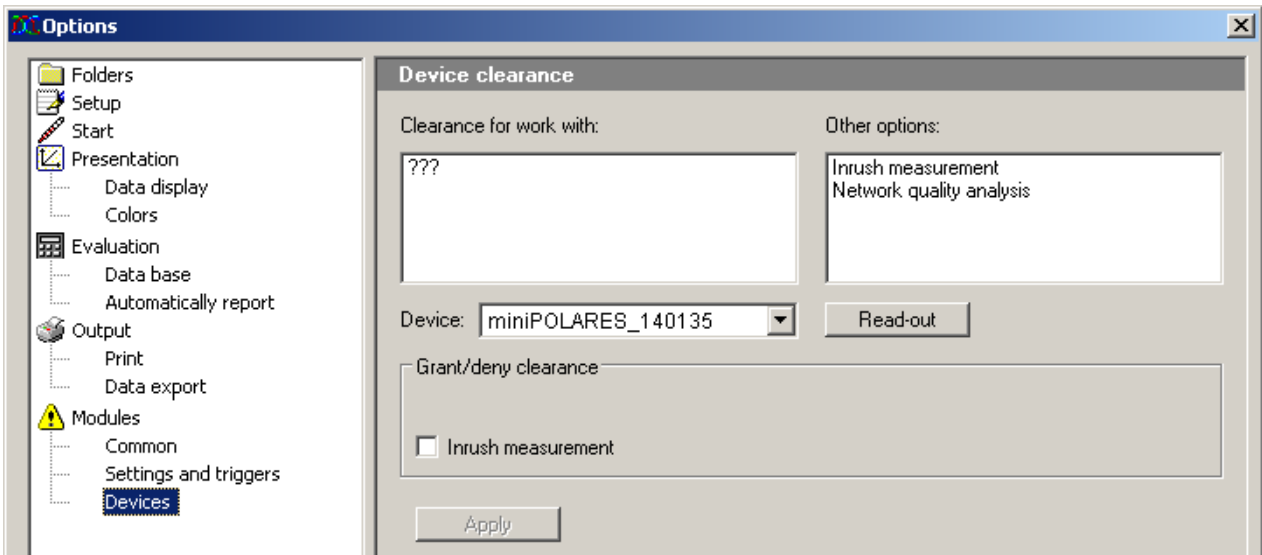 Options
Folders
Setup
Start
Presentation
Data display
Colors
Evaluation
Data base
Automatically report
Output
Print
Data export
Modules
Common
Settings and triggers
Devices
Device clearance
Clearance for work with:
???
Other options:
Inrush measurement
Network quality analysis
Device: miniPOLARES_140135 Read-out
Grant/deny clearance
Inrush measurement
Apply